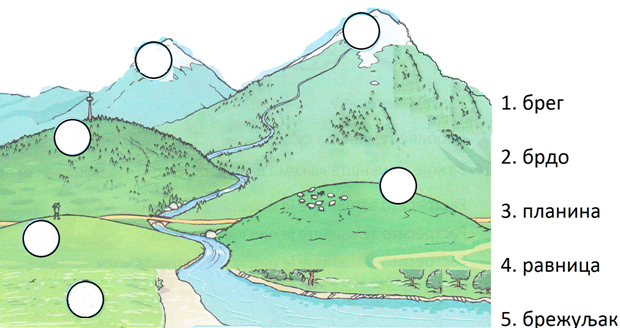 1. брег
2. брдо
3. планина
4. равница
5. брежуљак